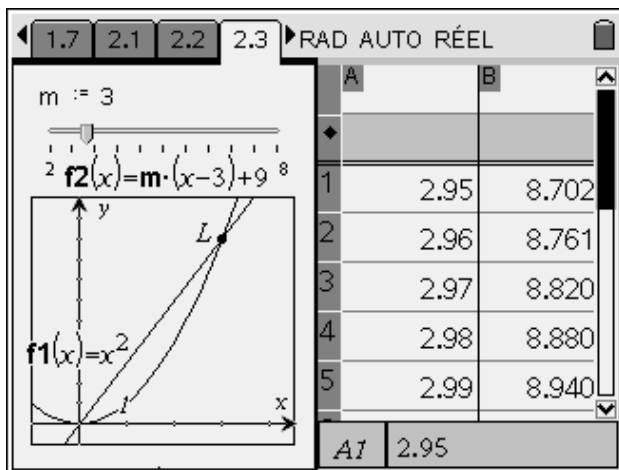 1.7 2.1 2.2 2.3 RAD AUTO RÉEL
m := 3
2 8
f2(x)=m·(x−3)+9
y
L
f1(x)=x²
1
x
A B
◆
1 2.95 8.702
2 2.96 8.761
3 2.97 8.820
4 2.98 8.880
5 2.99 8.940
A1 2.95